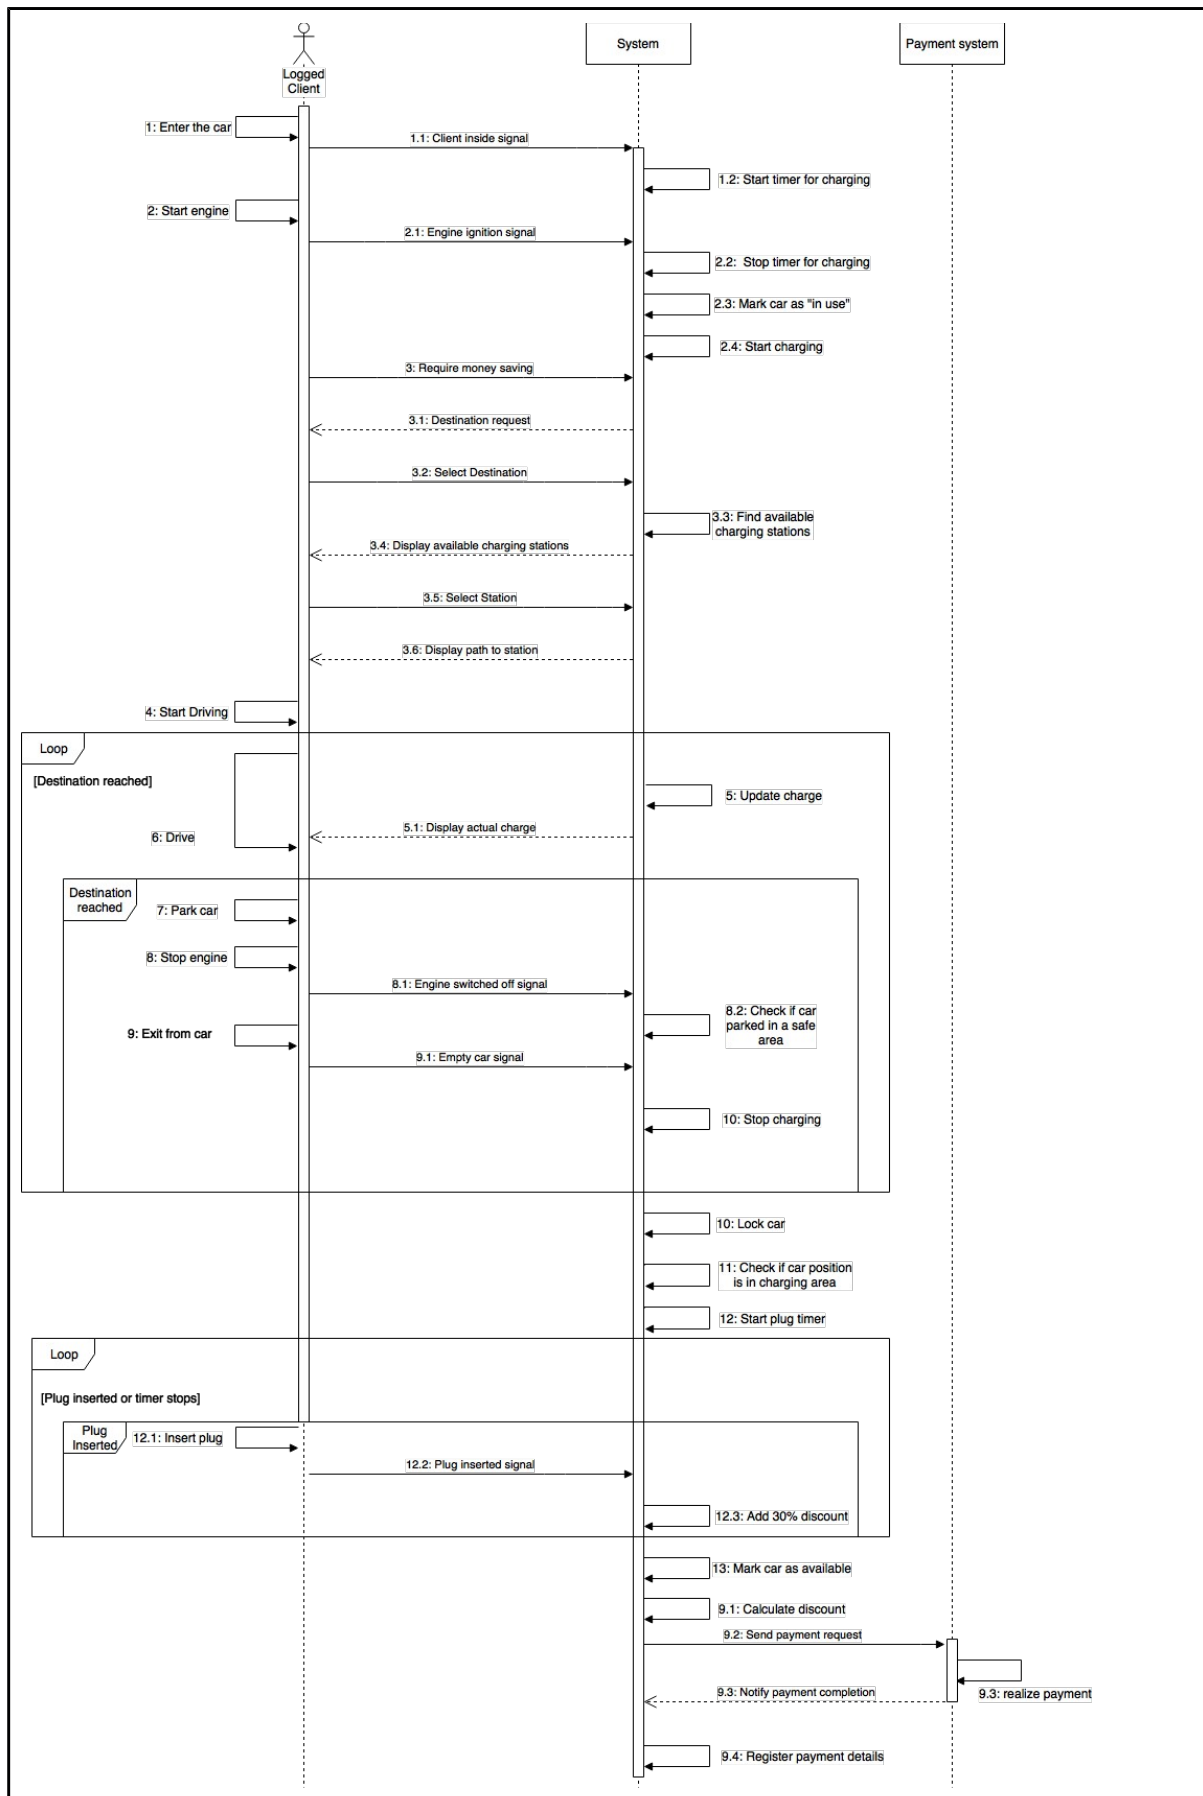 Logged
Client
System
Payment system
1: Enter the car
1.1: Client inside signal
1.2: Start timer for charging
2: Start engine
2.1: Engine ignition signal
2.2:  Stop timer for charging
2.3: Mark car as "in use"
2.4: Start charging
3: Require money saving
3.1: Destination request
3.2: Select Destination
3.3: Find available
charging stations
3.4: Display available charging stations
3.5: Select Station
3.6: Display path to station
4: Start Driving
Loop
[Destination reached]
5: Update charge
5.1: Display actual charge
6: Drive
Destination
reached
7: Park car
8: Stop engine
8.1: Engine switched off signal
8.2: Check if car
parked in a safe
area
9: Exit from car
9.1: Empty car signal
10: Stop charging
10: Lock car
11: Check if car position
is in charging area
12: Start plug timer
Loop
[Plug inserted or timer stops]
Plug
Inserted
12.1: Insert plug
12.2: Plug inserted signal
12.3: Add 30% discount
13: Mark car as available
9.1: Calculate discount
9.2: Send payment request
9.3: realize payment
9.3: Notify payment completion
9.4: Register payment details